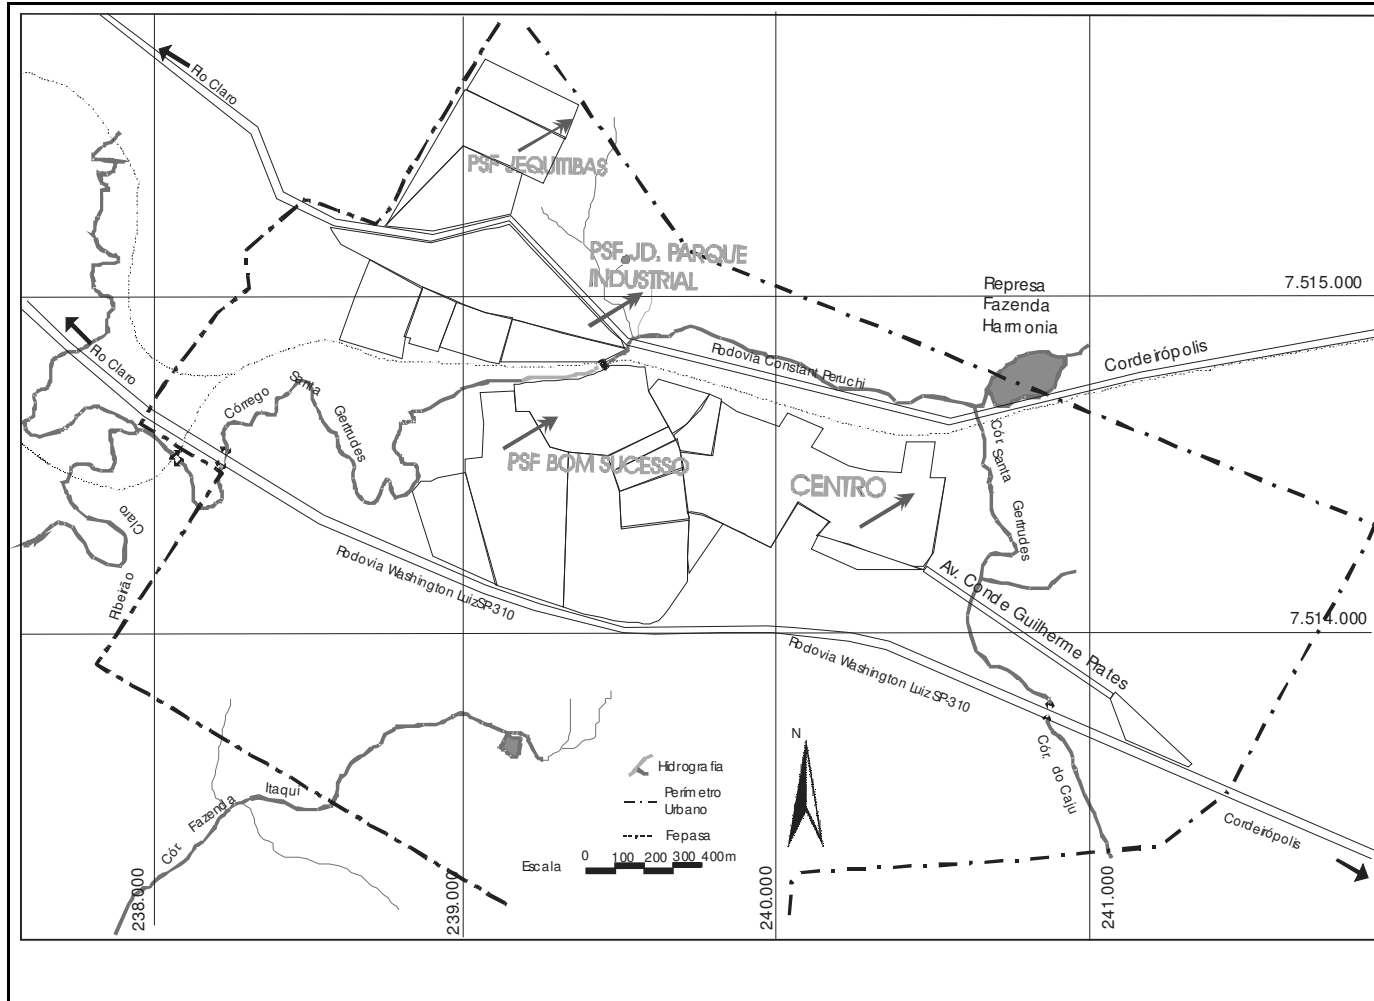 Rio Claro
PSF JEQUITIBAS
PSF JD. PARQUE
INDUSTRIAL
Represa
Fazenda
Harmonia
7.515.000
Rio Claro
Rodovia Constant Peruchi
Cordeirópolis
Córrego
Santa
Gertrudes
PSF BOM SUCESSO
CENTRO
Cór. Santa
Gertrudes
Claro
Ribeirão
Rodovia Washington Luiz SP-310
Av. Conde Guilherme Prates
7.514.000
Rodovia Washington Luiz SP-310
N
Cór. do Caju
Hidrografia
Perímetro
Urbano
Fepasa
Escala
0 100 200 300 400m
Cór. Fazenda
Itaqui
Cordeirópolis
238.000
239.000
240.000
241.000